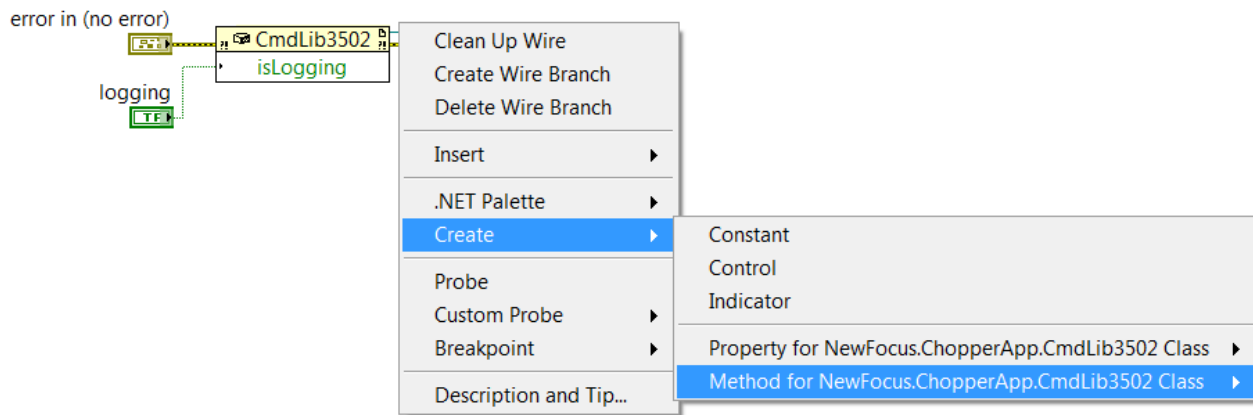 error in (no error)
CmdLib3502
isLogging
logging
TF
Clean Up Wire
Create Wire Branch
Delete Wire Branch
Insert
.NET Palette
Create
Probe
Custom Probe
Breakpoint
Description and Tip...
Constant
Control
Indicator
Property for NewFocus.ChopperApp.CmdLib3502 Class
Method for NewFocus.ChopperApp.CmdLib3502 Class